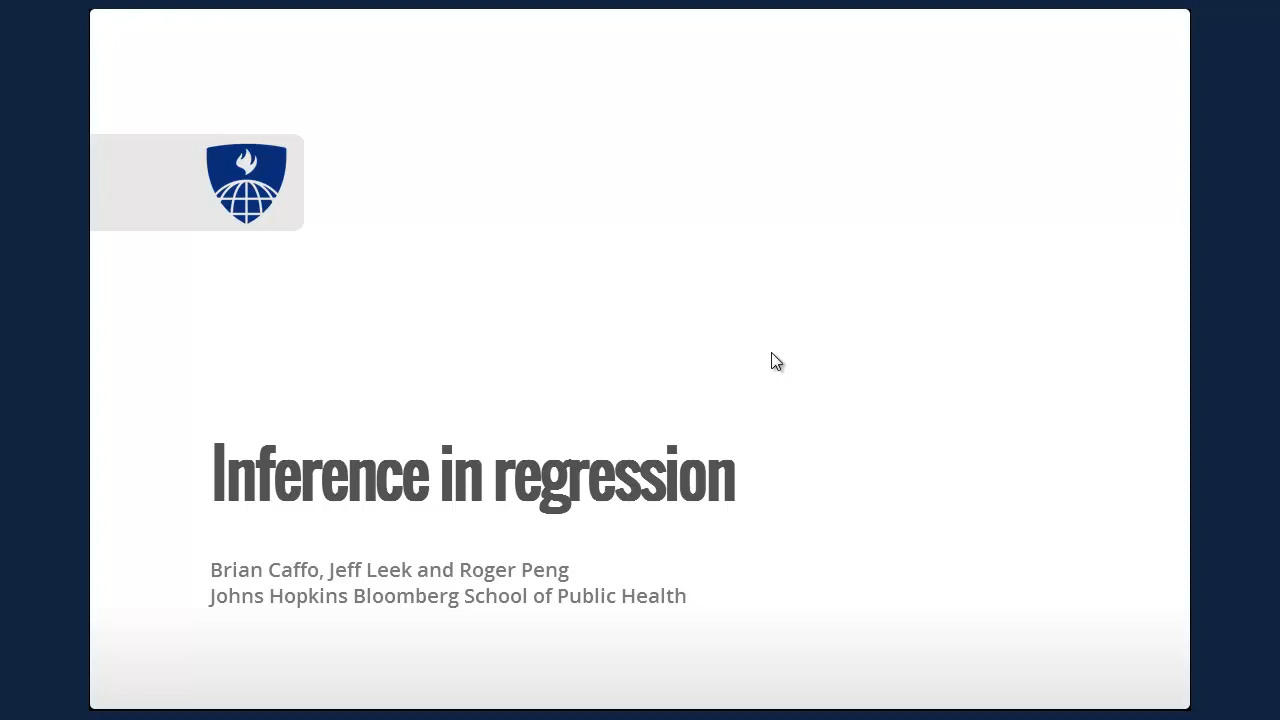 Inference in regression
Brian Caffo, Jeff Leek and Roger Peng
Johns Hopkins Bloomberg School of Public Health